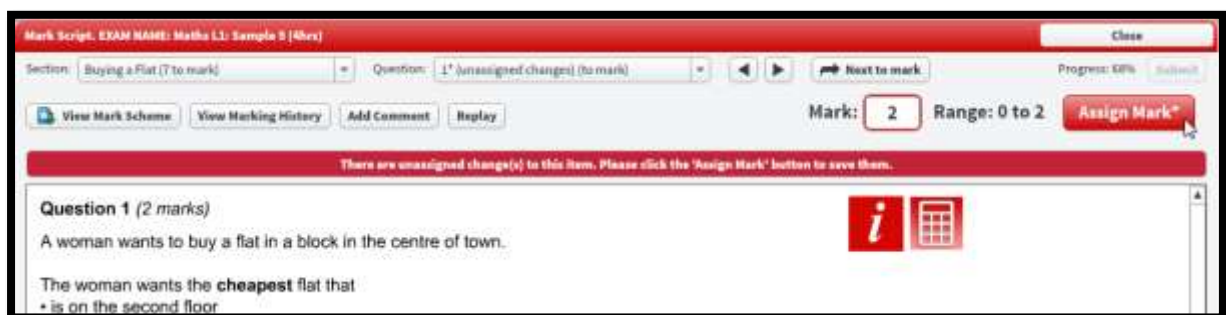 Mark Script. EXAM NAME: Maths L1: Sample 5 (4hrs)
Close
Section: Buying a Flat (7 to mark)
Question: 1* (unassigned changes) (to mark)
Next to mark
Progress: 68%
Submit
View Mark Scheme
View Marking History
Add Comment
Replay
Mark: 2
Range: 0 to 2
Assign Mark*
There are unassigned change(s) to this item. Please click the 'Assign Mark' button to save them.
Question 1 (2 marks)
i
A woman wants to buy a flat in a block in the centre of town.
The woman wants the cheapest flat that
• is on the second floor